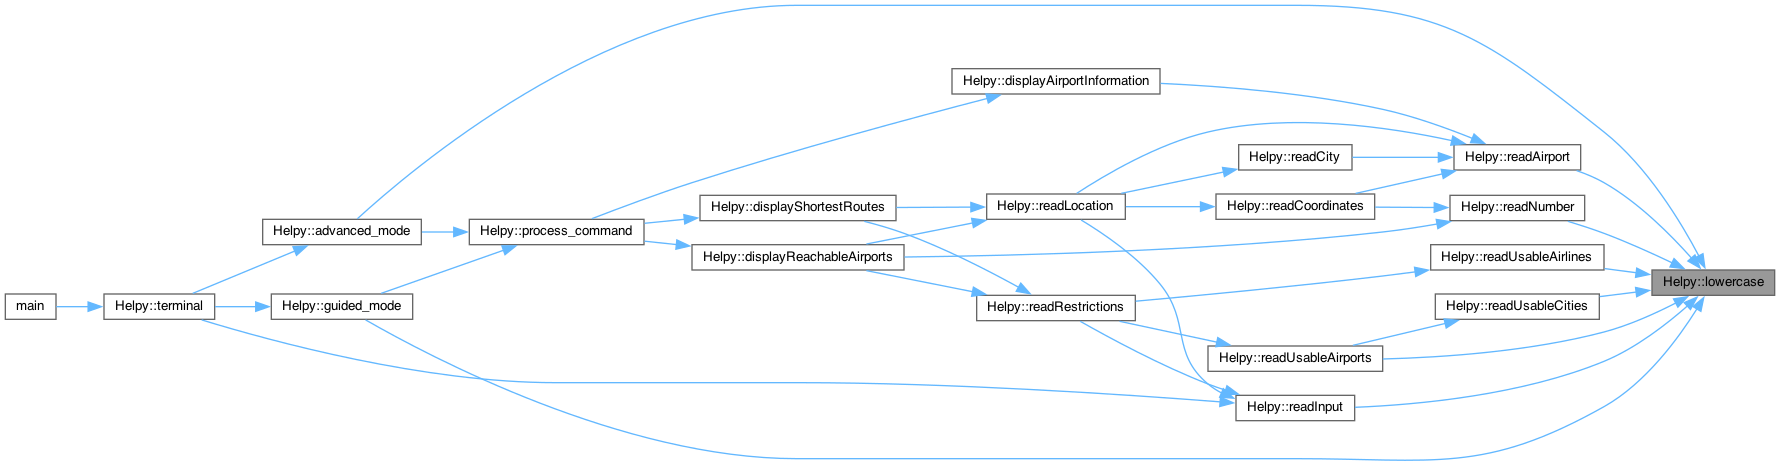 Helpy::displayAirportInformation
Helpy::readCity
Helpy::readAirport
Helpy::displayShortestRoutes
Helpy::readLocation
Helpy::readCoordinates
Helpy::readNumber
Helpy::advanced_mode
Helpy::process_command
Helpy::displayReachableAirports
Helpy::readUsableAirlines
Helpy::lowercase
main
Helpy::terminal
Helpy::guided_mode
Helpy::readRestrictions
Helpy::readUsableCities
Helpy::readUsableAirports
Helpy::readInput